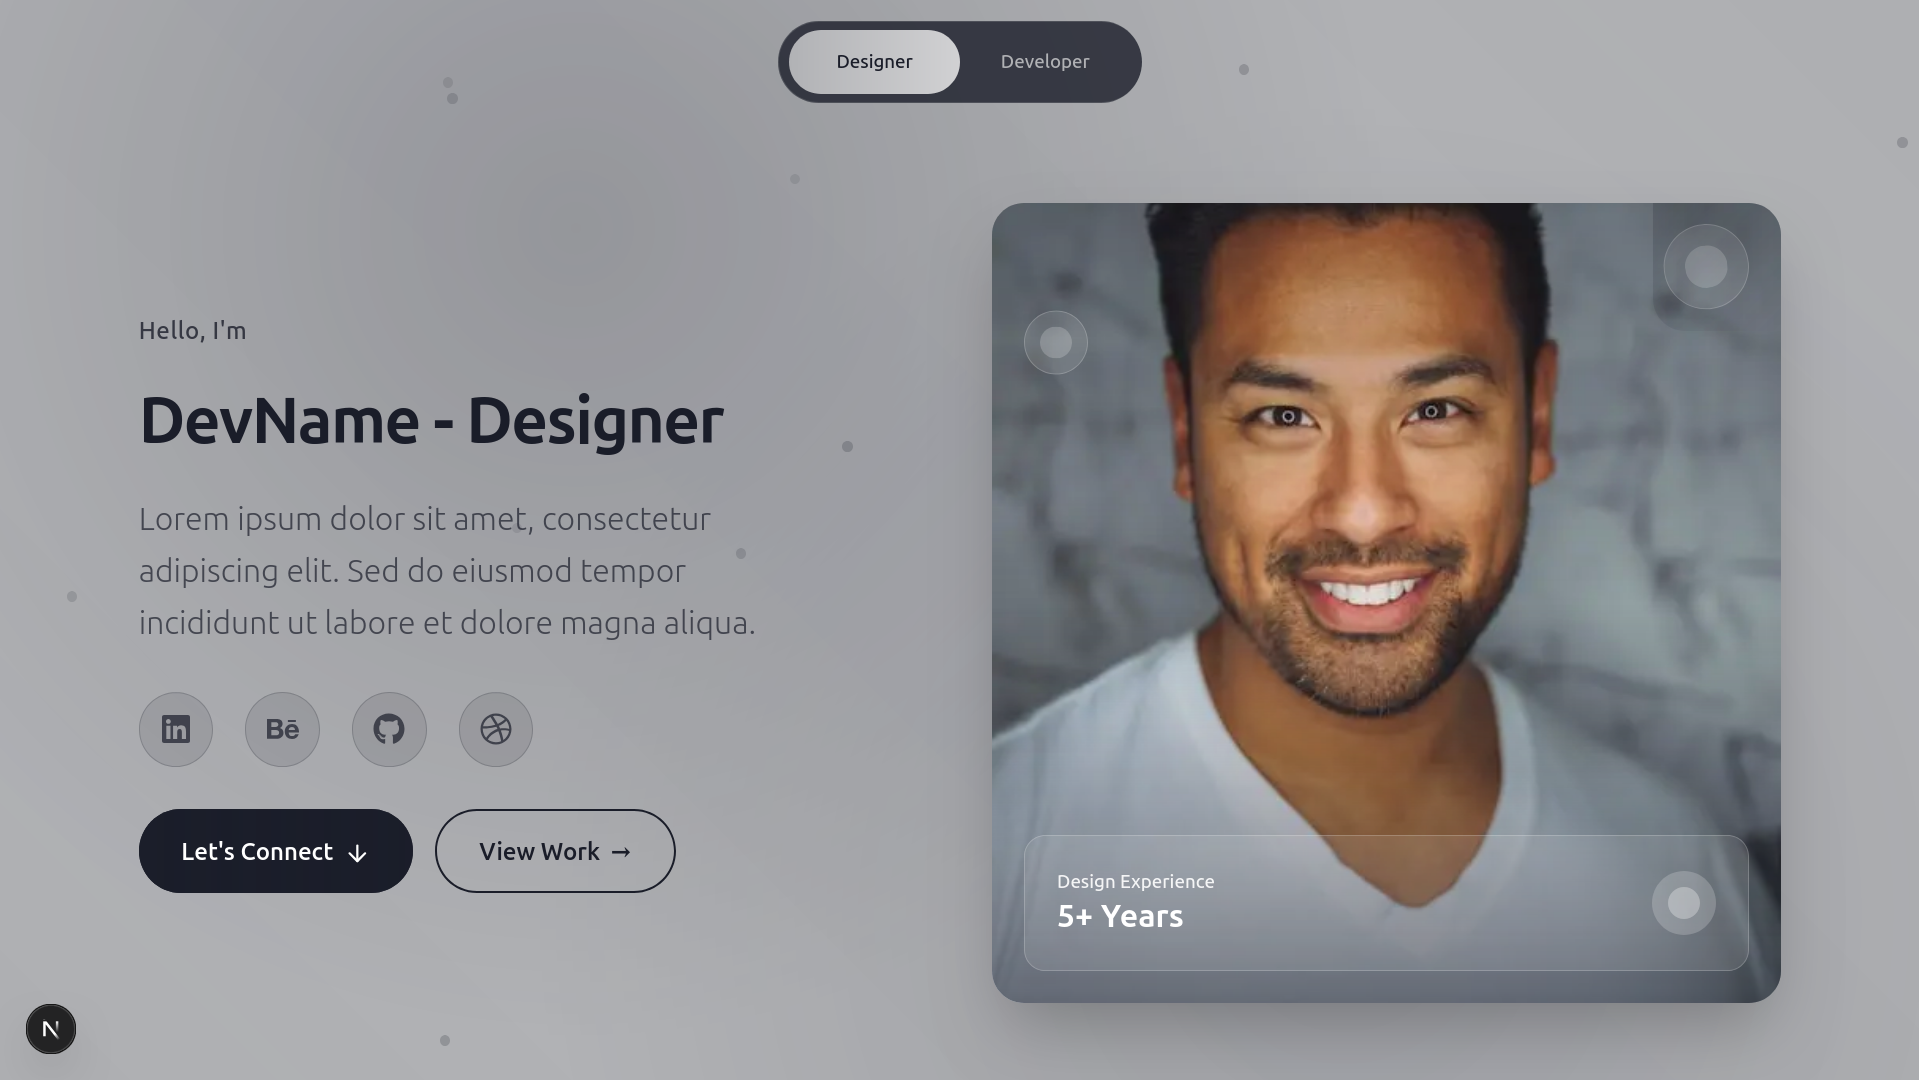 Designer
Developer
Hello, I'm
DevName - Designer
Lorem ipsum dolor sit amet, consectetur
adipiscing elit. Sed do eiusmod tempor
incididunt ut labore et dolore magna aliqua.
in
Bē
Let's Connect ↓
View Work →
Design Experience
5+ Years
N